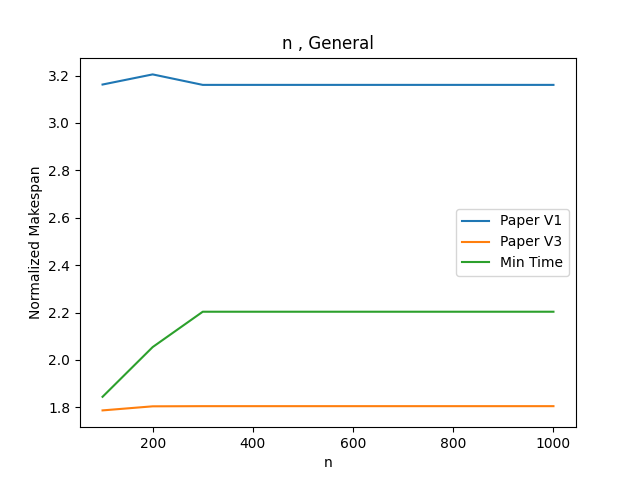 n , General
Normalized Makespan
3.2
3.0
2.8
2.6
2.4
2.2
2.0
1.8
Paper V1
Paper V3
Min Time
200
400
600
800
1000
n